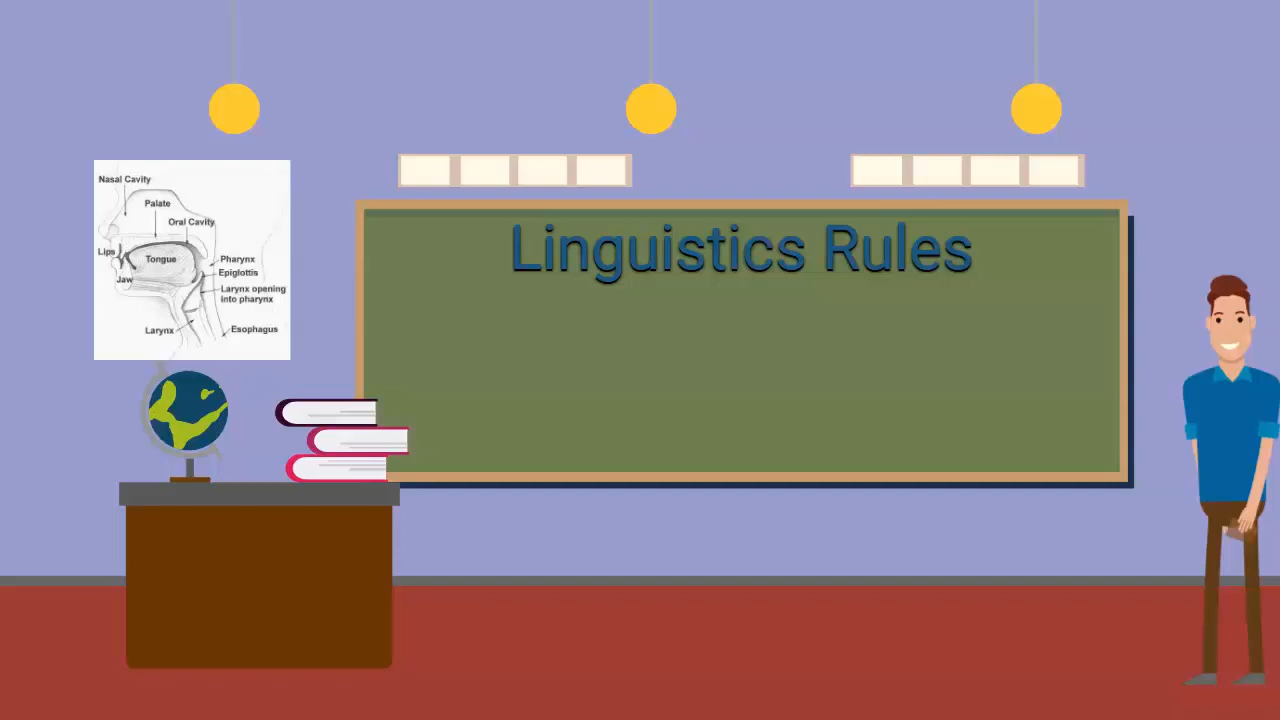 Linguistics Rules
Nasal Cavity
Palate
Oral Cavity
Lips
Tongue
Pharynx
Epiglottis
Jaw
Larynx opening
into pharynx
Larynx
Esophagus